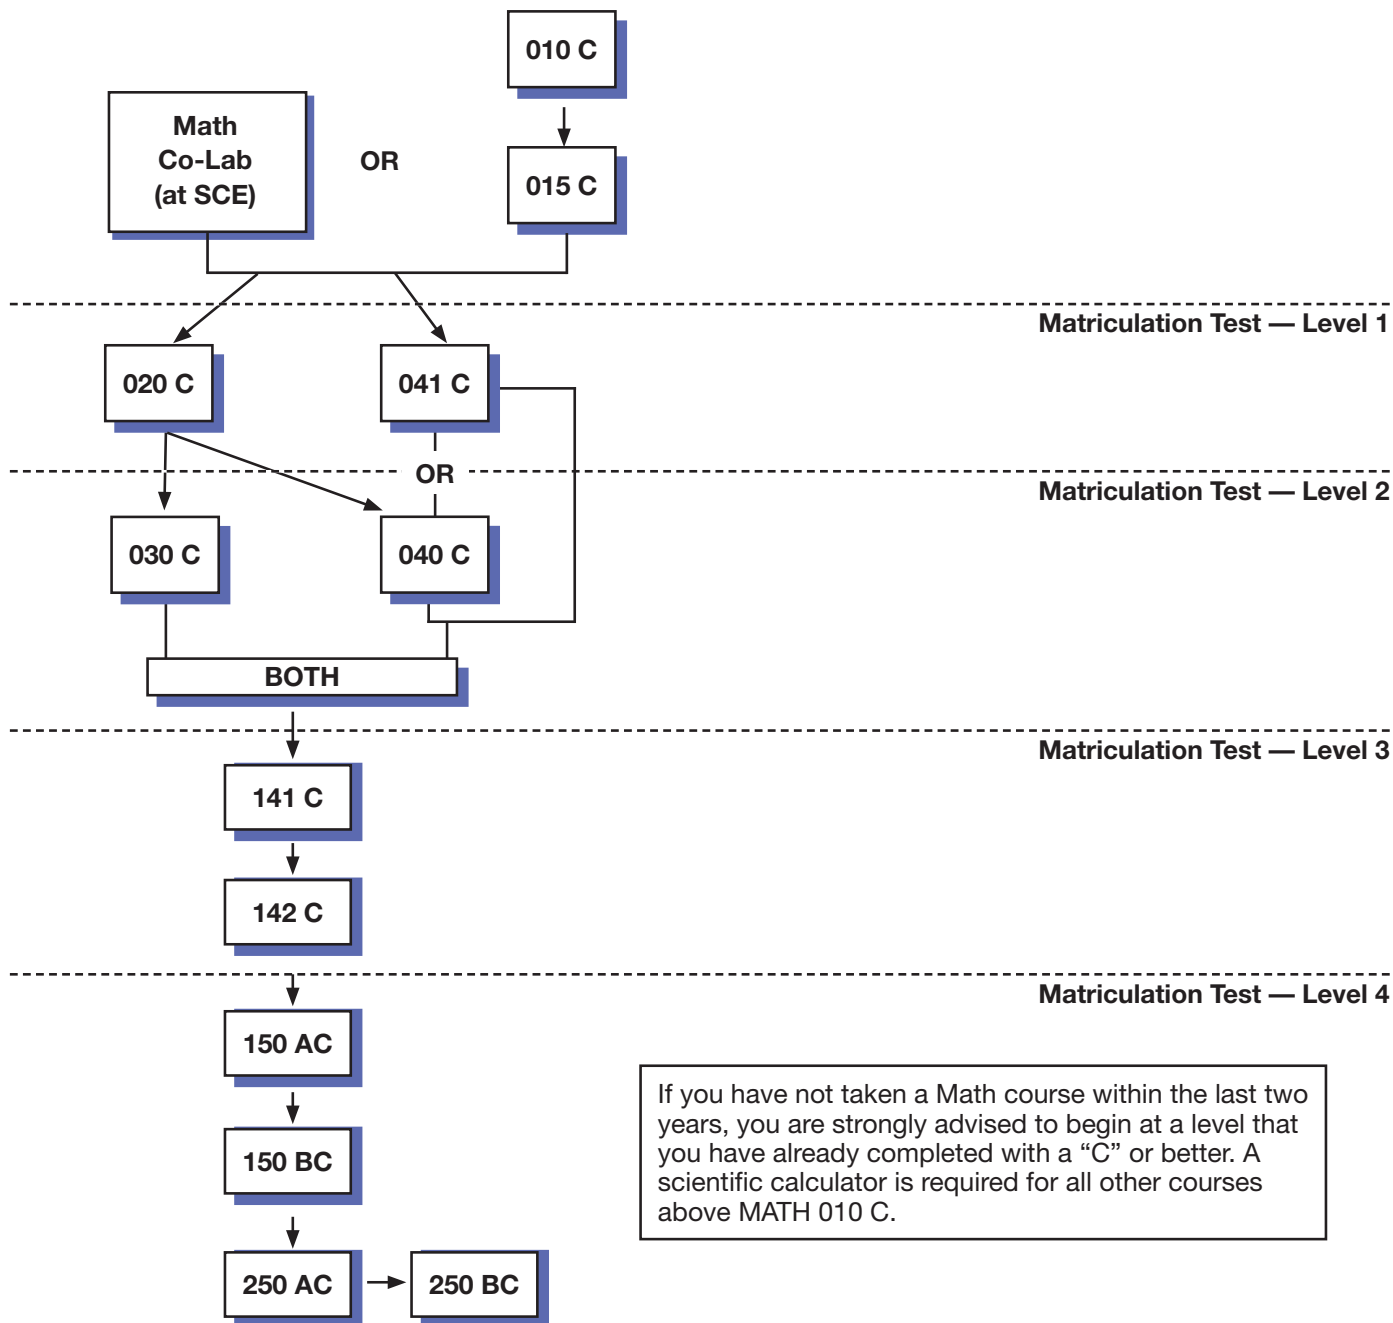 010 C
Math
Co-Lab
(at SCE)
OR
015 C
Matriculation Test — Level 1
020 C
041 C
OR
Matriculation Test — Level 2
030 C
040 C
BOTH
Matriculation Test — Level 3
141 C
142 C
Matriculation Test — Level 4
150 AC
150 BC
250 AC
250 BC
If you have not taken a Math course within the last two
years, you are strongly advised to begin at a level that
you have already completed with a “C” or better. A
scientific calculator is required for all other courses
above MATH 010 C.